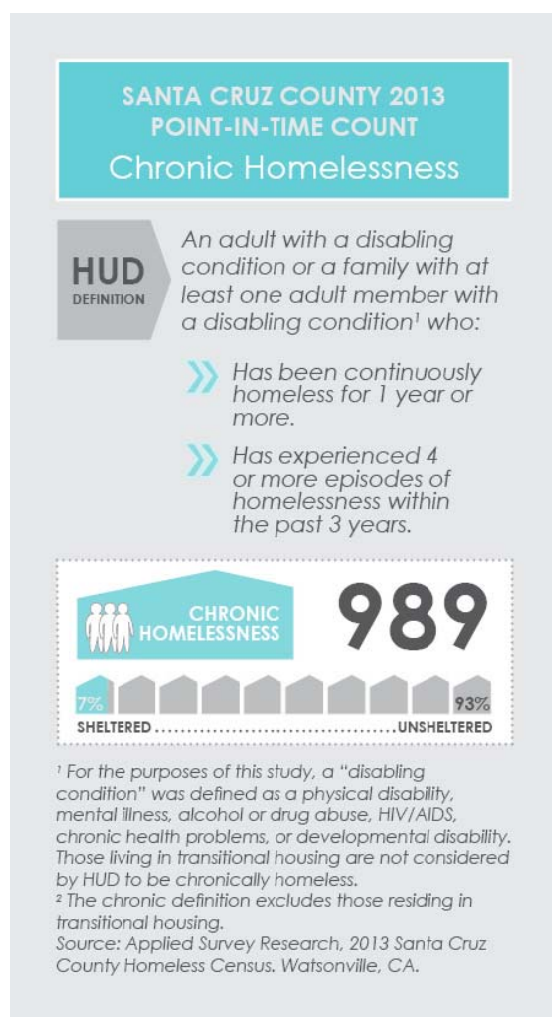 SANTA CRUZ COUNTY 2013
POINT-IN-TIME COUNT
Chronic Homelessness
HUD
DEFINITION
An adult with a disabling
condition or a family with at
least one adult member with
a disabling condition¹ who:
Has been continuously
homeless for 1 year or
more.
Has experienced 4
or more episodes of
homelessness within
the past 3 years.
CHRONIC
HOMELESSNESS
989
7%
93%
SHELTERED.......................................UNSHELTERED
¹ For the purposes of this study, a “disabling
condition” was defined as a physical disability,
mental illness, alcohol or drug abuse, HIV/AIDS,
chronic health problems, or developmental disability.
Those living in transitional housing are not considered
by HUD to be chronically homeless.
² The chronic definition excludes those residing in
transitional housing.
Source: Applied Survey Research, 2013 Santa Cruz
County Homeless Census. Watsonville, CA.